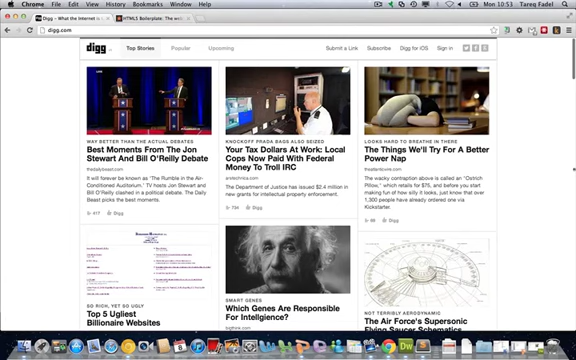 Chrome File Edit View History Bookmarks Window Help
Mon 10:53 Tareq Fadel
Digg - What the Internet is
HTML5 Boilerplate: The web
digg.com
digg
Top Stories Popular Upcoming
Submit a Link Subscribe Digg for iOS Sign in
WAY BETTER THAN THE ACTUAL DEBATES
Best Moments From The Jon
Stewart And Bill O'Reilly Debate
thedailybeast.com
It will forever be known as "The Rumble in the Air-
Conditioned Auditorium." TV hosts Jon Stewart and
Bill O'Reilly clashed in a political debate. The Daily
Beast picks the best moments.
417 Digg
KNOCKOFF PRADA BAGS ALSO SEIZED
Your Tax Dollars At Work: Local
Cops Now Paid With Federal
Money To Troll IRC
arstechnica.com
The Department of Justice has issued $2.4 million in
new grants for intellectual property enforcement.
734 Digg
LOOKS HARD TO BREATHE IN THERE
The Things We'll Try For A Better
Power Nap
theatlanticwire.com
The wacky contraption above is called an "Ostrich
Pillow," which retails for $75, and before you start
making fun of how silly it looks, just know that over
1,300 people have already ordered one via
Kickstarter.
Digg
SO RICH, YET SO UGLY
Top 5 Ugliest
Billionaire Websites
SMART GENES
Which Genes Are Responsible
For Intelligence?
bigthink.com
NOT TERRIBLY AERODYNAMIC
The Air Force's Supersonic
Flying Saucer Schematics